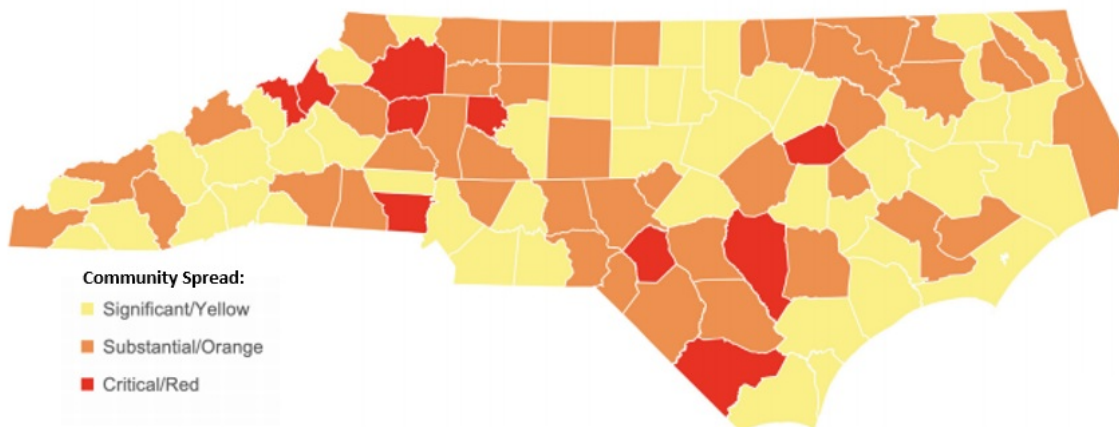 Community Spread:
Significant/Yellow
Substantial/Orange
Critical/Red